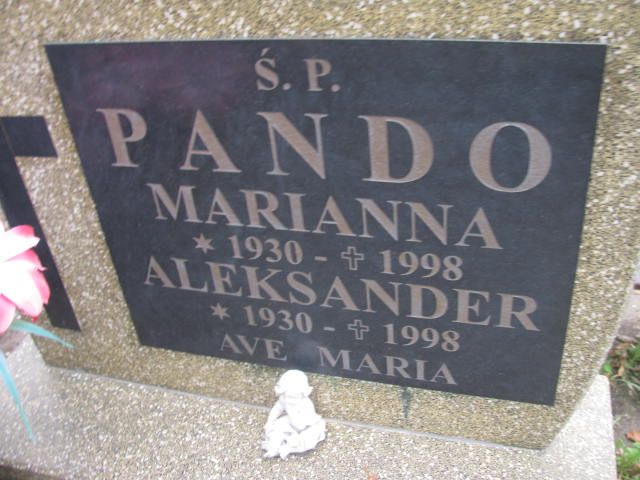 Ś. P.
PANDO
MARIANNA
* 1930 - ✝ 1998
ALEKSANDER
* 1930 - ✝ 1998
AVE MARIA